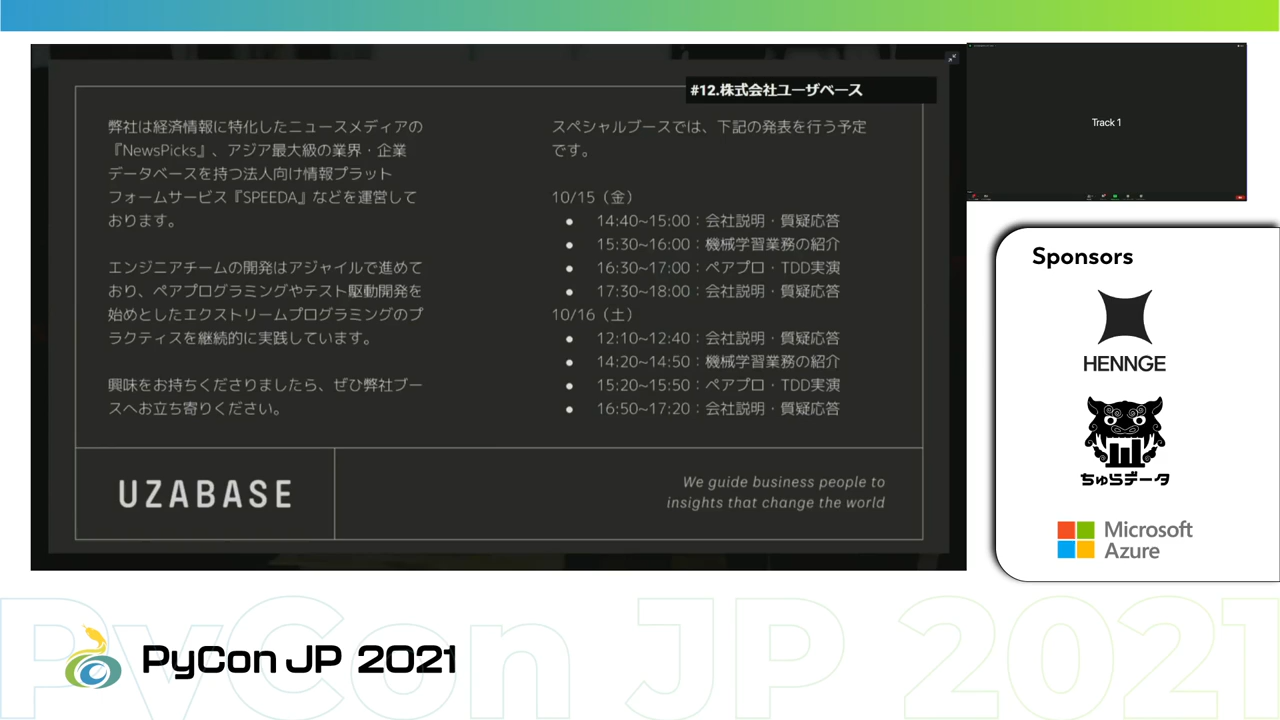 #12.株式会社ユーザベース
弊社は経済情報に特化したニュースメディアの
『NewsPicks』、アジア最大級の業界・企業
データベースを持つ法人向け情報プラット
フォームサービス『SPEEDA』などを運営して
おります。
エンジニアチームの開発はアジャイルで進めて
おり、ペアプログラミングやテスト駆動開発を
始めとしたエクストリームプログラミングのプ
ラクティスを継続的に実践しています。
興味をお持ちくださりましたら、ぜひ弊社ブー
スへお立ち寄りください。
スペシャルブースでは、下記の発表を行う予定
です。
10/15（金）
● 14:40~15:00：会社説明・質疑応答
● 15:30~16:00：機械学習業務の紹介
● 16:30~17:00：ペアプロ・TDD実演
● 17:30~18:00：会社説明・質疑応答
10/16（土）
● 12:10~12:40：会社説明・質疑応答
● 14:20~14:50：機械学習業務の紹介
● 15:20~15:50：ペアプロ・TDD実演
● 16:50~17:20：会社説明・質疑応答
UZABASE
We guide business people to
insights that change the world
Track 1
Sponsors
HENNGE
ちゅらデータ
Microsoft
Azure
PyCon JP 2021
PyCon JP 2021